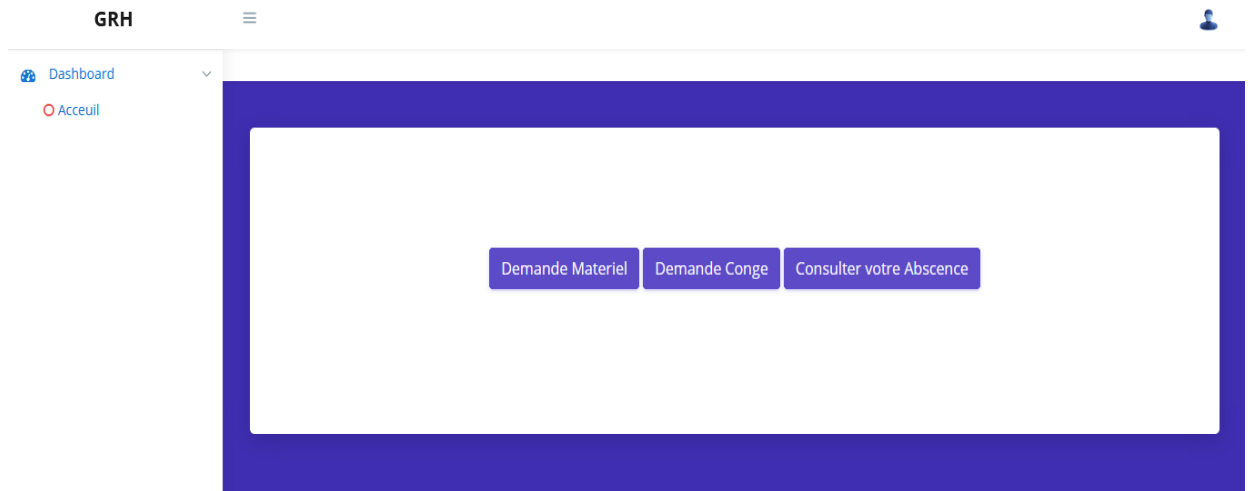 GRH
Dashboard
Acceuil
Demande Materiel
Demande Conge
Consulter votre Abscence